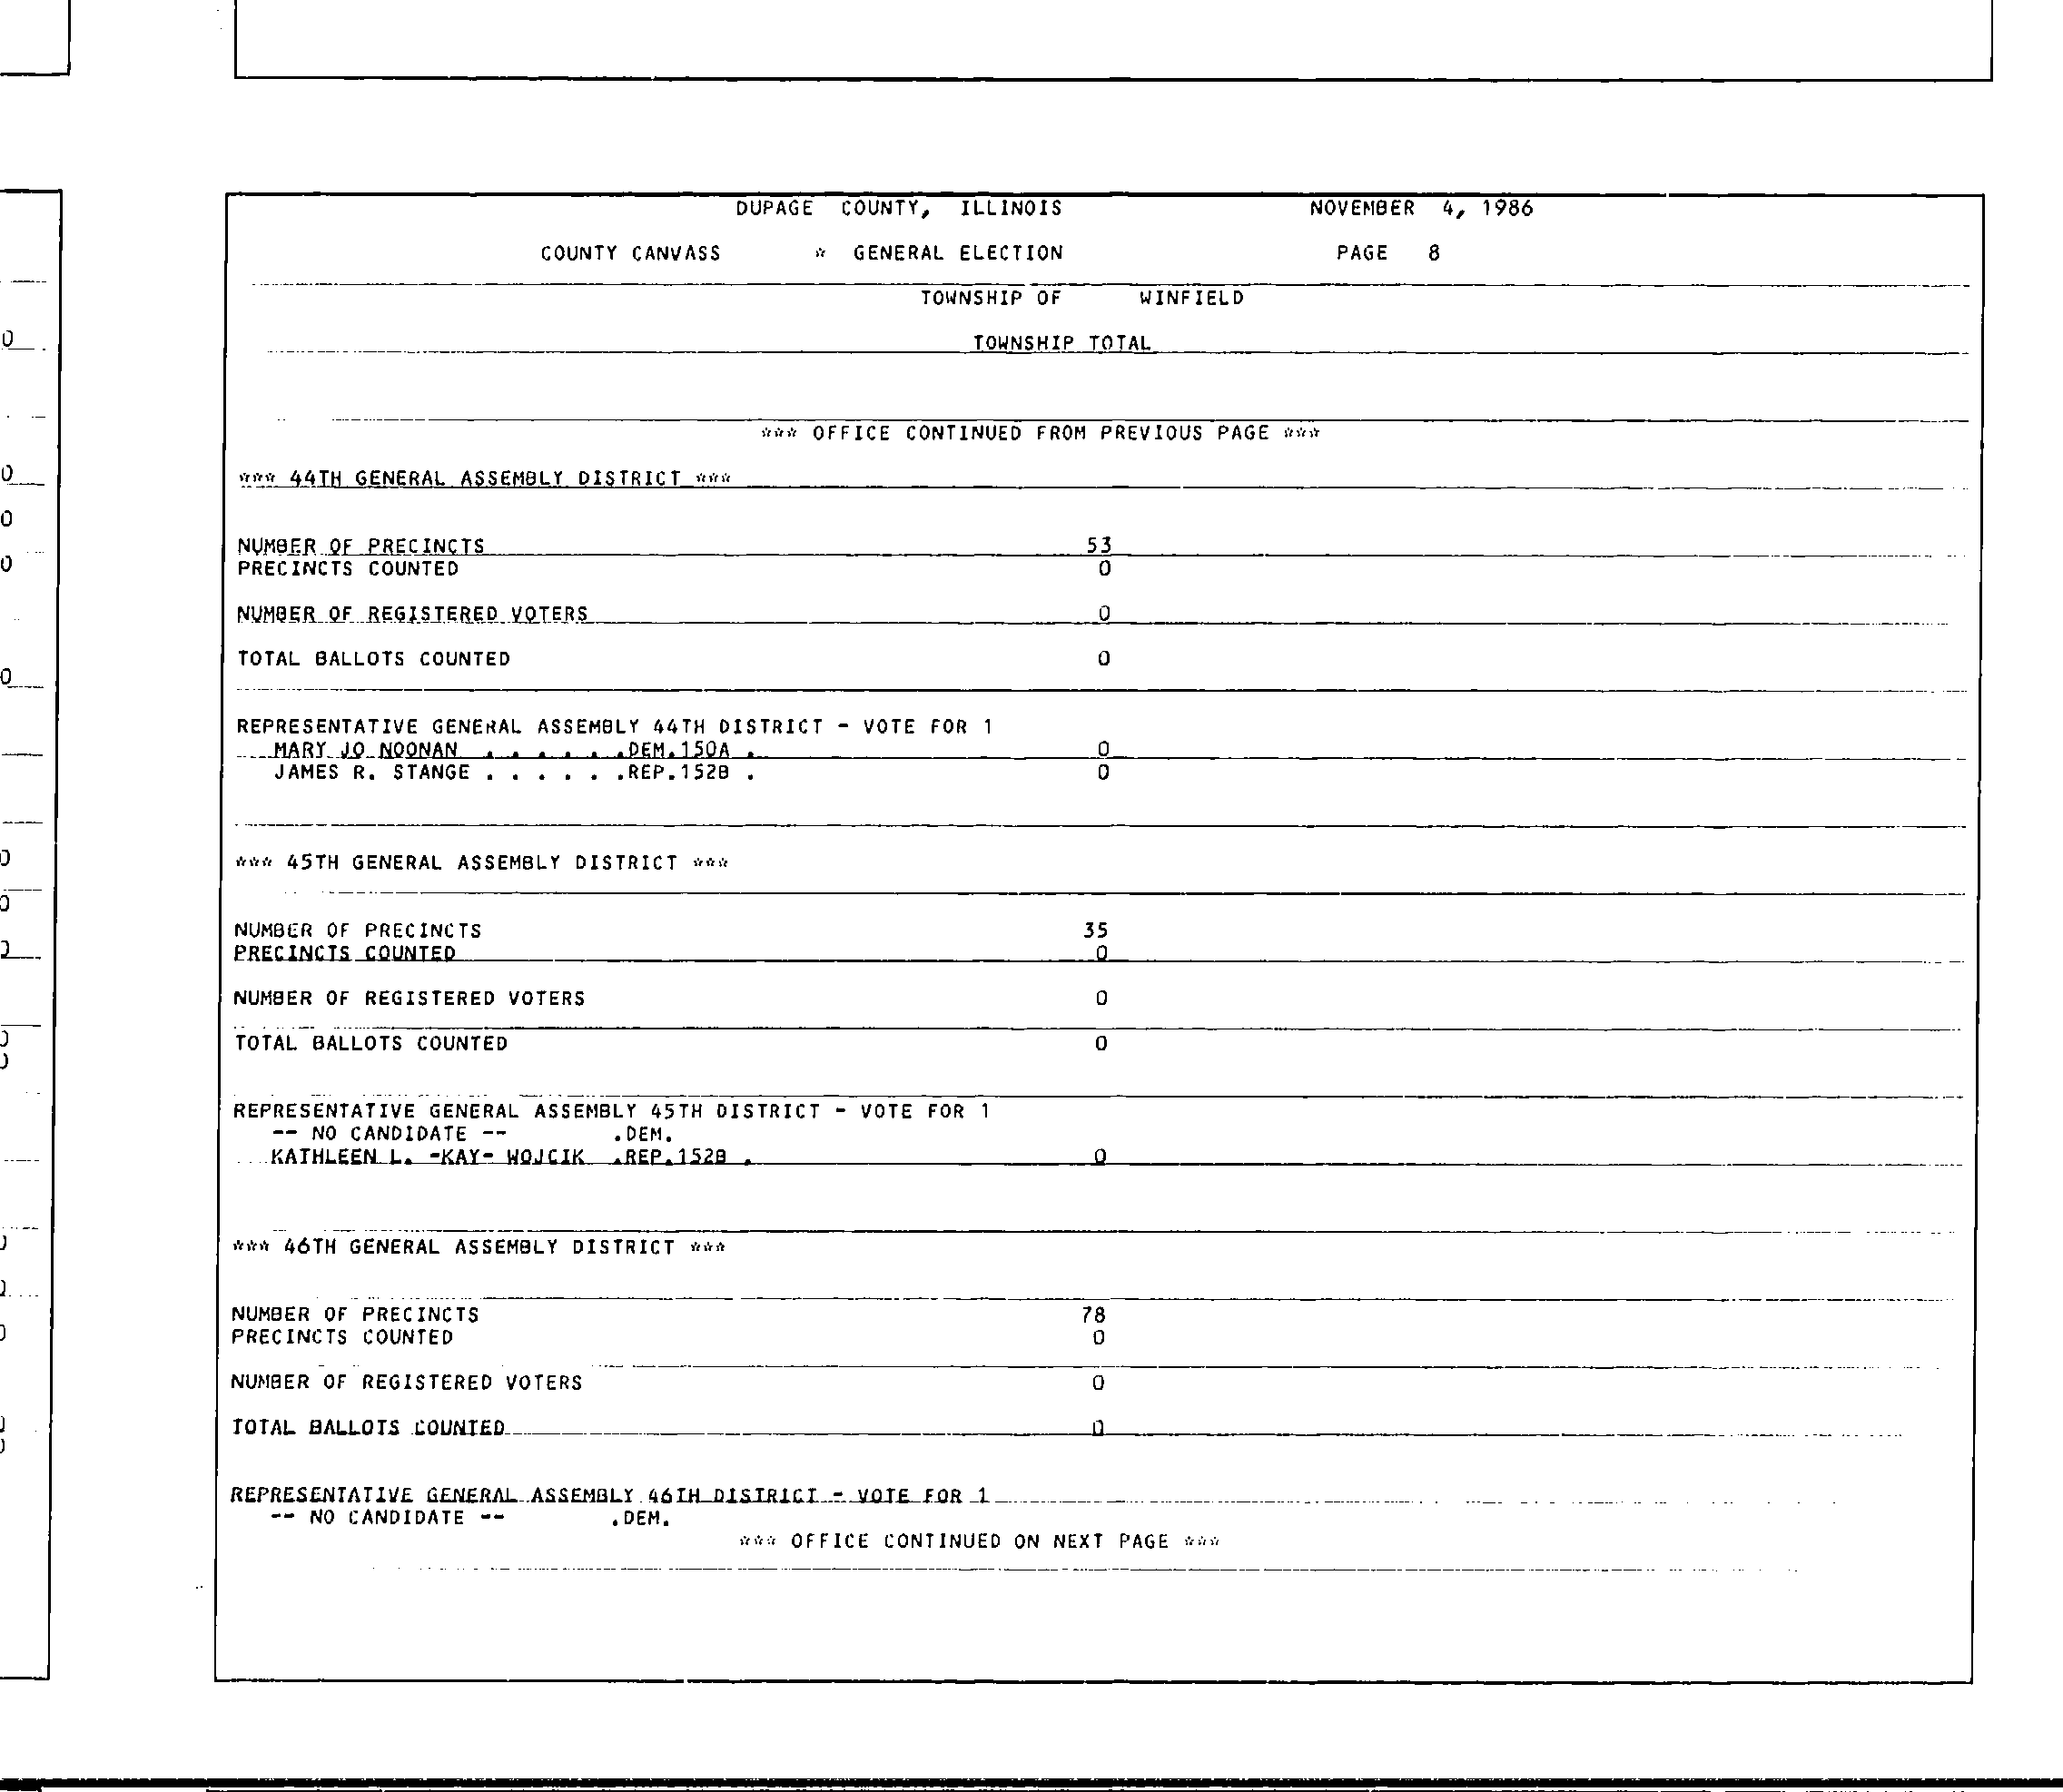 DUPAGE COUNTY, ILLINOIS NOVEMBER 4, 1986
COUNTY CANVASS * GENERAL ELECTION PAGE 8
TOWNSHIP OF WINFIELD
TOWNSHIP TOTAL
*** OFFICE CONTINUED FROM PREVIOUS PAGE ***
*** 44TH GENERAL ASSEMBLY DISTRICT ***
NUMBER OF PRECINCTS 53
PRECINCTS COUNTED 0
NUMBER OF REGISTERED VOTERS 0
TOTAL BALLOTS COUNTED 0
REPRESENTATIVE GENERAL ASSEMBLY 44TH DISTRICT - VOTE FOR 1
MARY JO NOONAN . . . . . .DEM.150A . 0
JAMES R. STANGE . . . . . .REP.152B . 0
*** 45TH GENERAL ASSEMBLY DISTRICT ***
NUMBER OF PRECINCTS 35
PRECINCTS COUNTED 0
NUMBER OF REGISTERED VOTERS 0
TOTAL BALLOTS COUNTED 0
REPRESENTATIVE GENERAL ASSEMBLY 45TH DISTRICT - VOTE FOR 1
-- NO CANDIDATE -- .DEM.
KATHLEEN L. -KAY- WOJCIK .REP.152B . 0
*** 46TH GENERAL ASSEMBLY DISTRICT ***
NUMBER OF PRECINCTS 78
PRECINCTS COUNTED 0
NUMBER OF REGISTERED VOTERS 0
TOTAL BALLOTS COUNTED 0
REPRESENTATIVE GENERAL ASSEMBLY 46TH DISTRICT - VOTE FOR 1
-- NO CANDIDATE -- .DEM.
*** OFFICE CONTINUED ON NEXT PAGE ***